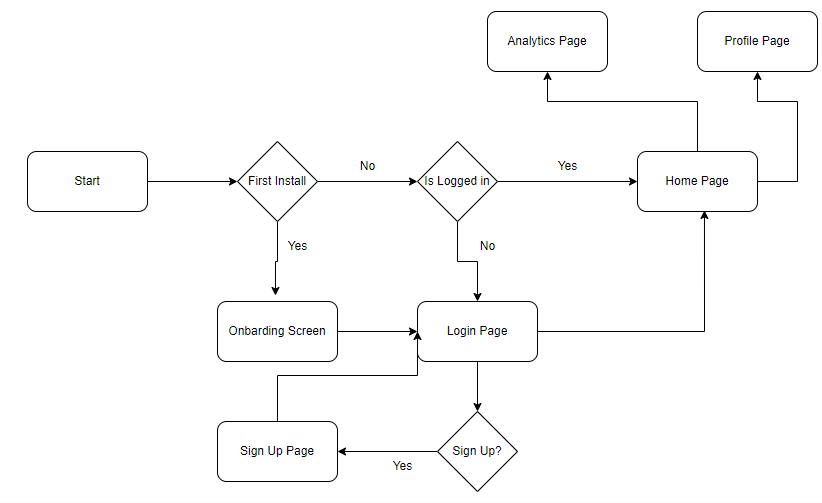 Analytics Page
Profile Page
Start
First Install
No
Is Logged in
Yes
Home Page
Yes
No
Onbarding Screen
Login Page
Sign Up Page
Yes
Sign Up?